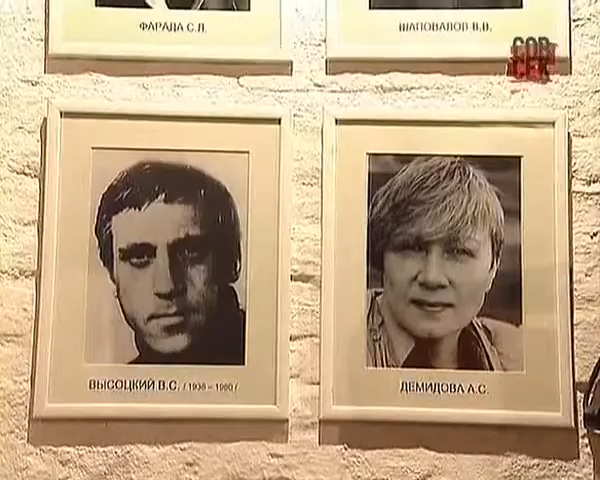 ФАРАДА С.Л.
ШАПОВАЛОВ В.В.
ВЫСОЦКИЙ В.С. / 1938 – 1980 г
ДЕМИДОВА А.С.